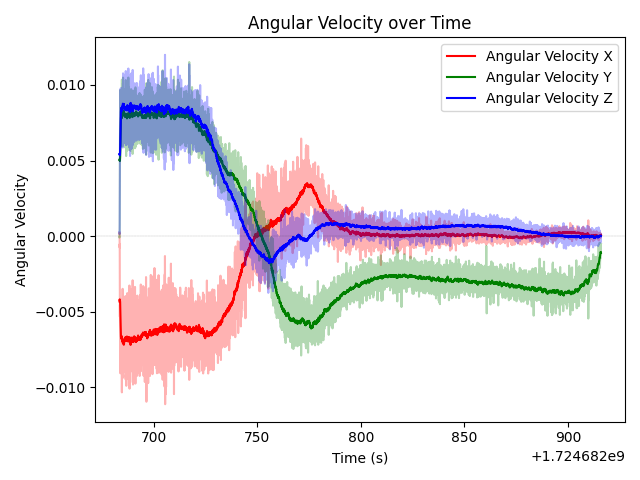 Angular Velocity over Time
Angular Velocity X
Angular Velocity Y
Angular Velocity Z
0.010
0.005
0.000
−0.005
−0.010
Angular Velocity
700
750
800
850
900
Time (s)
+1.724682e9